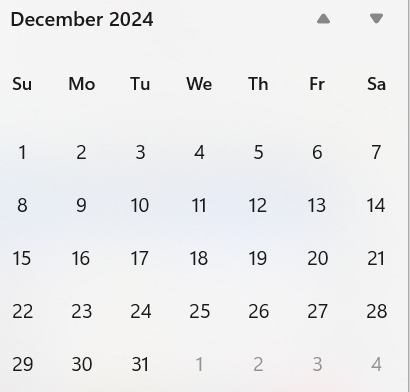 December 2024
Su Mo Tu We Th Fr Sa
1 2 3 4 5 6 7
8 9 10 11 12 13 14
15 16 17 18 19 20 21
22 23 24 25 26 27 28
29 30 31 1 2 3 4